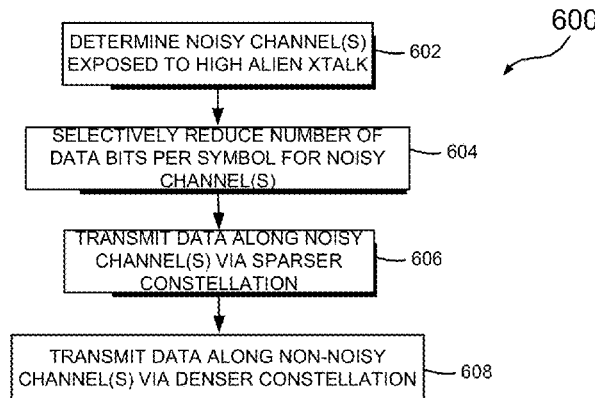 600
DETERMINE NOISY CHANNEL(S)
EXPOSED TO HIGH ALIEN XTALK
602
SELECTIVELY REDUCE NUMBER OF
DATA BITS PER SYMBOL FOR NOISY
CHANNEL(S)
604
TRANSMIT DATA ALONG NOISY
CHANNEL(S) VIA SPARSER
CONSTELLATION
606
TRANSMIT DATA ALONG NON-NOISY
CHANNEL(S) VIA DENSER CONSTELLATION
608